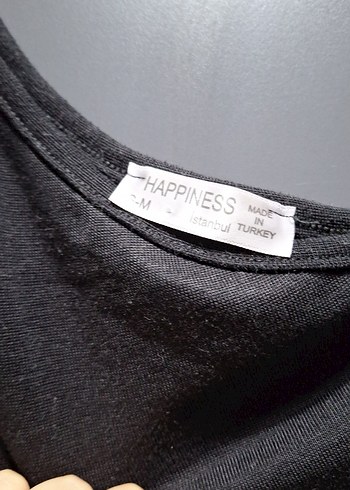 HAPPINESS
S-M
istanbul
MADE
IN
TURKEY